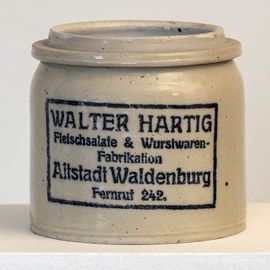 WALTER HARTIG
Fleischsalate & Wurstwaren-
Fabrikation
Altstadt Waldenburg
Fernruf 242.